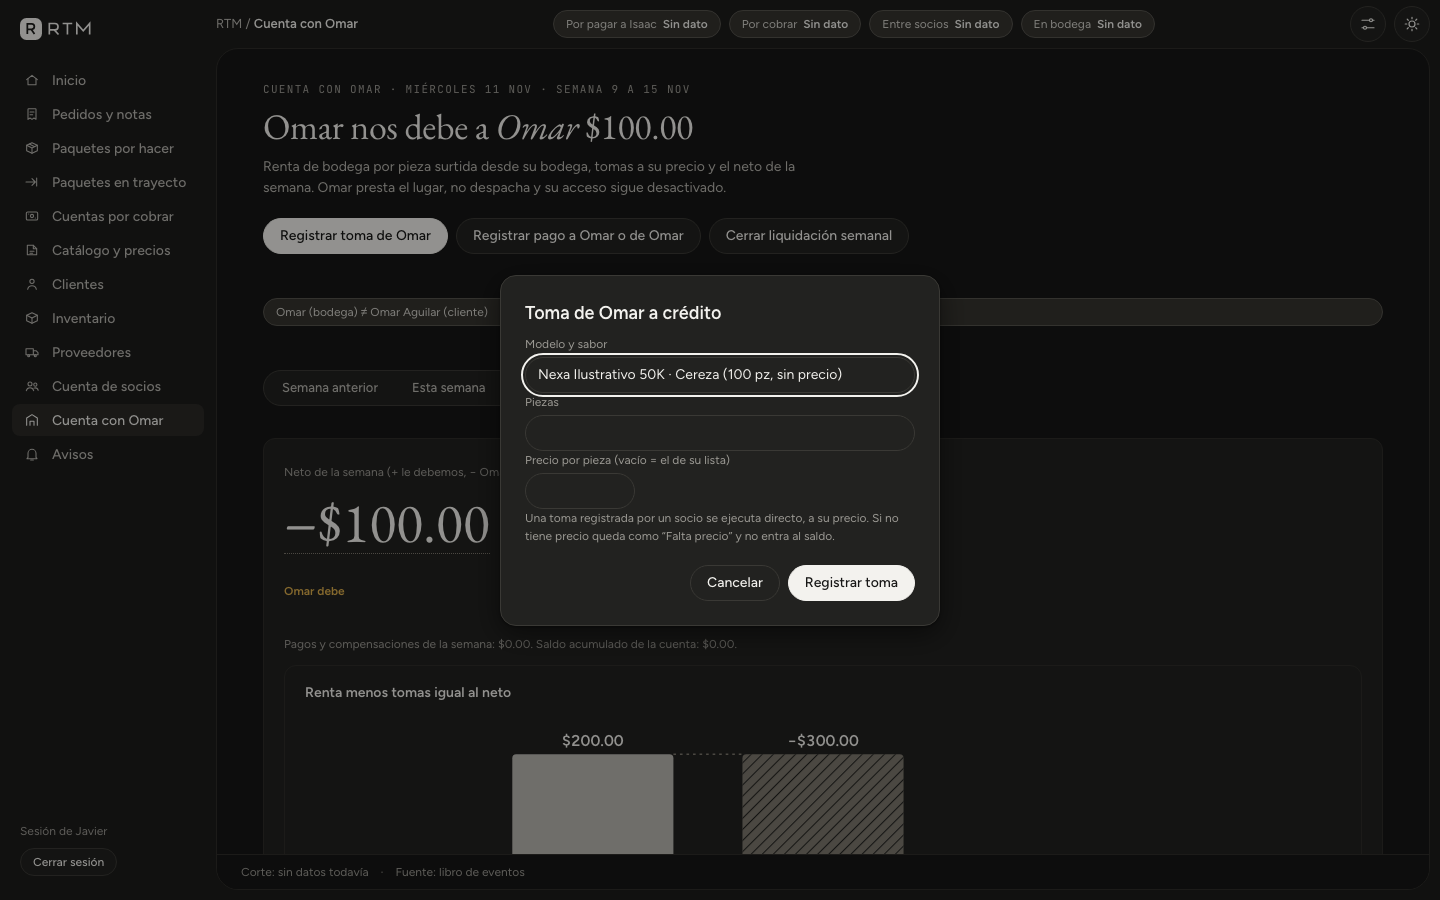 R RTM
RTM / Cuenta con Omar
Por pagar a Isaac Sin dato
Por cobrar Sin dato
Entre socios Sin dato
En bodega Sin dato
Inicio
Pedidos y notas
Paquetes por hacer
Paquetes en trayecto
Cuentas por cobrar
Catálogo y precios
Clientes
Inventario
Proveedores
Cuenta de socios
Cuenta con Omar
Avisos
Sesión de Javier
Cerrar sesión
CUENTA CON OMAR · MIÉRCOLES 11 NOV · SEMANA 9 A 15 NOV
Omar nos debe a Omar $100.00
Renta de bodega por pieza surtida desde su bodega, tomas a su precio y el neto de la
semana. Omar presta el lugar, no despacha y su acceso sigue desactivado.
Registrar toma de Omar
Registrar pago a Omar o de Omar
Cerrar liquidación semanal
Omar (bodega) ≠ Omar Aguilar (cliente)
Semana anterior
Esta semana
Neto de la semana (+ le debemos, − Om
−$100.00
Omar debe
Pagos y compensaciones de la semana: $0.00. Saldo acumulado de la cuenta: $0.00.
Renta menos tomas igual al neto
$200.00
−$300.00
Toma de Omar a crédito
Modelo y sabor
Nexa Ilustrativo 50K · Cereza (100 pz, sin precio)
Piezas
Precio por pieza (vacío = el de su lista)
Una toma registrada por un socio se ejecuta directo, a su precio. Si no
tiene precio queda como “Falta precio” y no entra al saldo.
Cancelar
Registrar toma
Corte: sin datos todavía · Fuente: libro de eventos